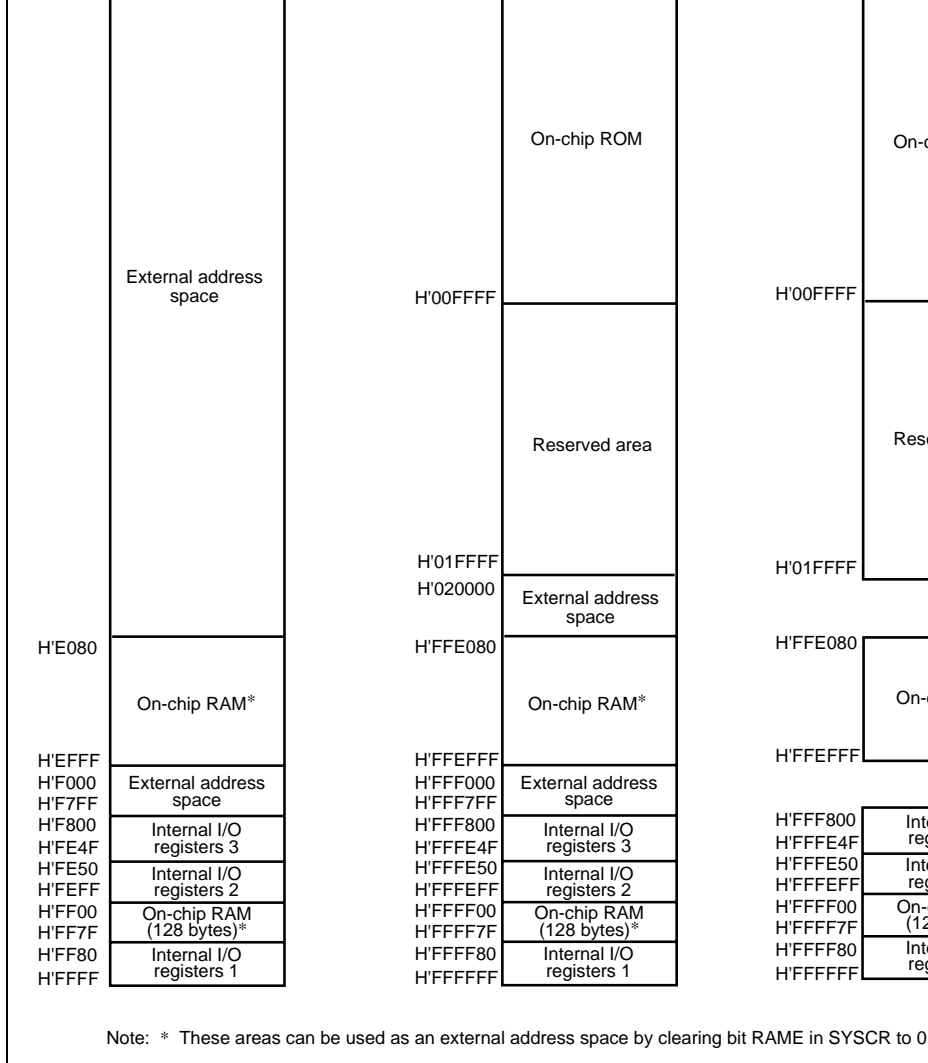 External address
space
H'E080
On-chip RAM*
H'EFFF
H'F000
External address
space
H'F7FF
H'F800
Internal I/O
registers 3
H'FE4F
H'FE50
Internal I/O
registers 2
H'FEFF
H'FF00
On-chip RAM
(128 bytes)*
H'FF7F
H'FF80
Internal I/O
registers 1
H'FFFF
On-chip ROM
H'00FFFF
Reserved area
H'01FFFF
H'020000
External address
space
H'FFE080
On-chip RAM*
H'FFEFFF
H'FFF000
External address
space
H'FFF7FF
H'FFF800
Internal I/O
registers 3
H'FFFE4F
H'FFFE50
Internal I/O
registers 2
H'FFFEFF
H'FFFF00
On-chip RAM
(128 bytes)*
H'FFFF7F
H'FFFF80
Internal I/O
registers 1
H'FFFFFF
H'00FFFF
H'01FFFF
H'FFE080
H'FFEFFF
H'FFF800
H'FFFE4F
H'FFFE50
H'FFFEFF
H'FFFF00
H'FFFF7F
H'FFFF80
H'FFFFFF
Note: * These areas can be used as an external address space by clearing bit RAME in SYSCR to 0